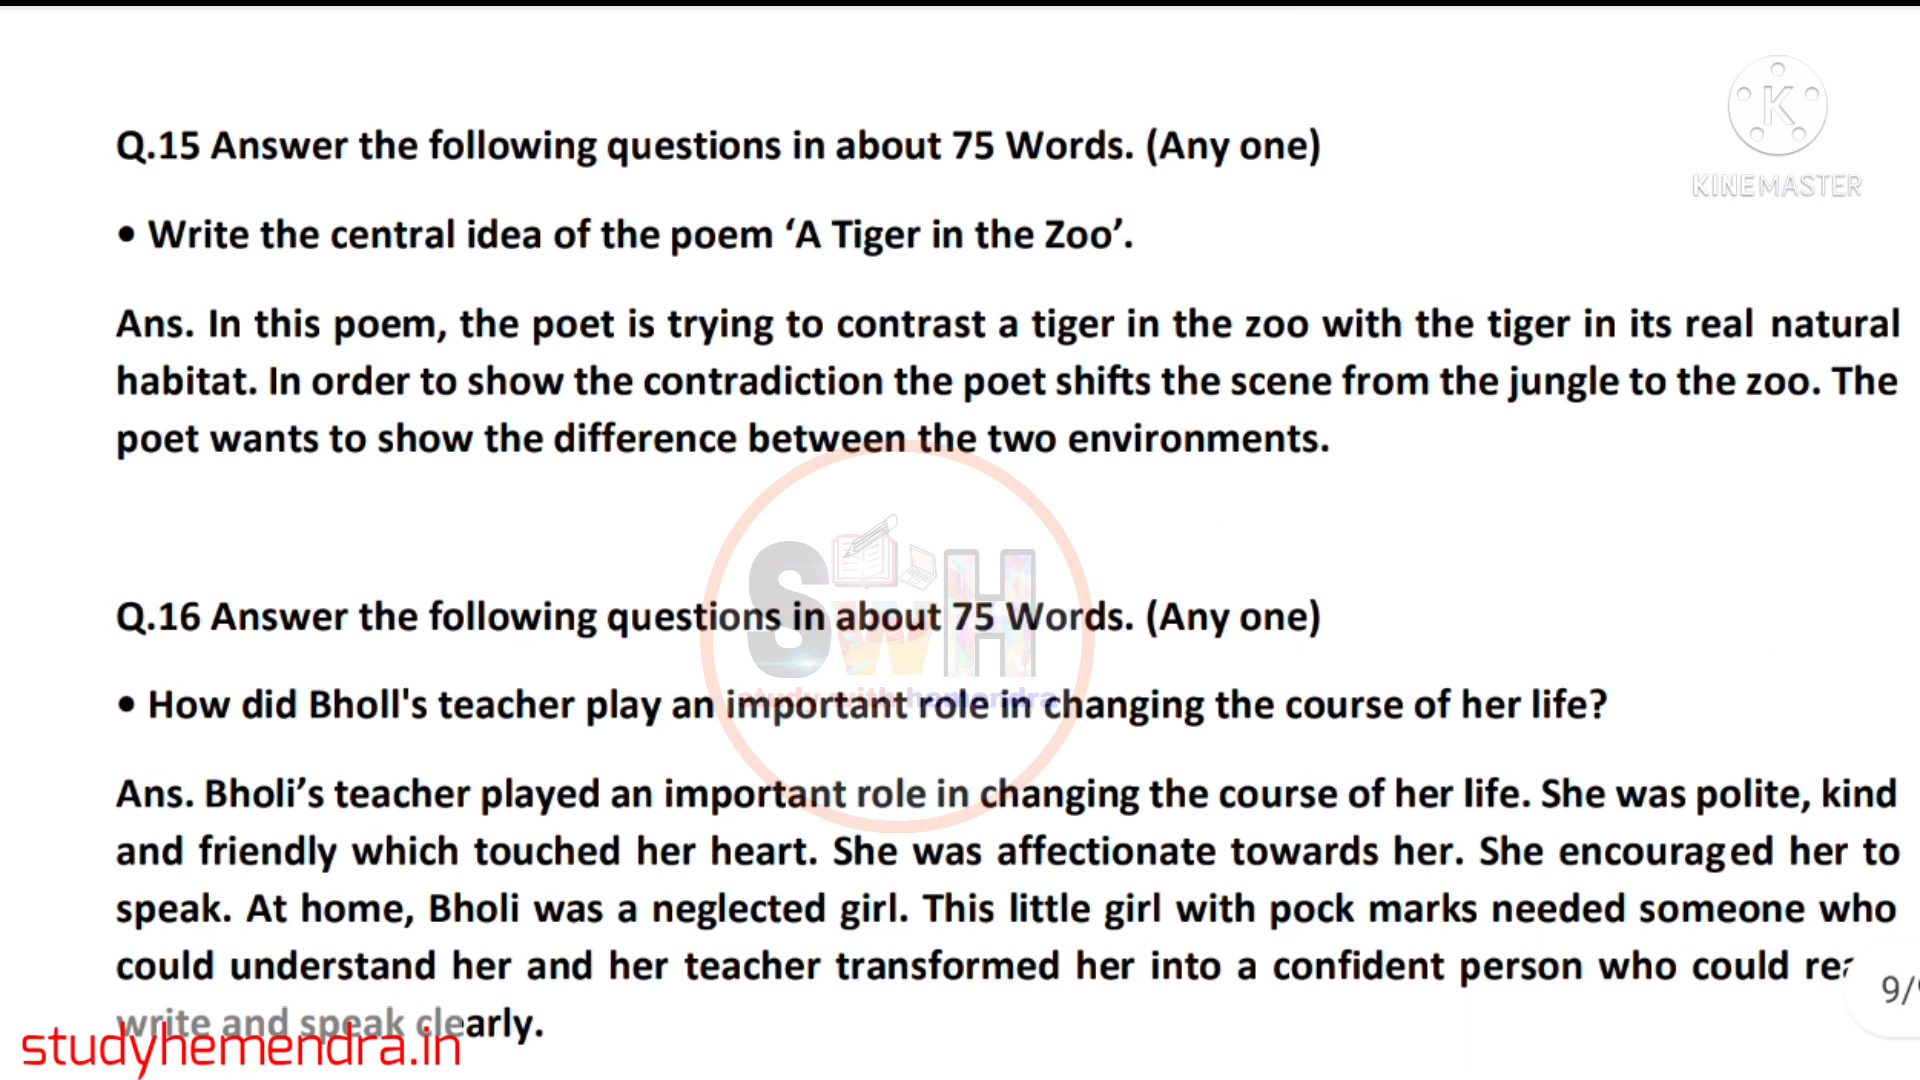 K
KINEMASTER
Q.15 Answer the following questions in about 75 Words. (Any one)
• Write the central idea of the poem ‘A Tiger in the Zoo’.
Ans. In this poem, the poet is trying to contrast a tiger in the zoo with the tiger in its real natural
habitat. In order to show the contradiction the poet shifts the scene from the jungle to the zoo. The
poet wants to show the difference between the two environments.
SWH
study with hemendra
Q.16 Answer the following questions in about 75 Words. (Any one)
• How did Bholl's teacher play an important role in changing the course of her life?
Ans. Bholi’s teacher played an important role in changing the course of her life. She was polite, kind
and friendly which touched her heart. She was affectionate towards her. She encouraged her to
speak. At home, Bholi was a neglected girl. This little girl with pock marks needed someone who
could understand her and her teacher transformed her into a confident person who could
write and speak clearly.
9/
studyhemendra.in